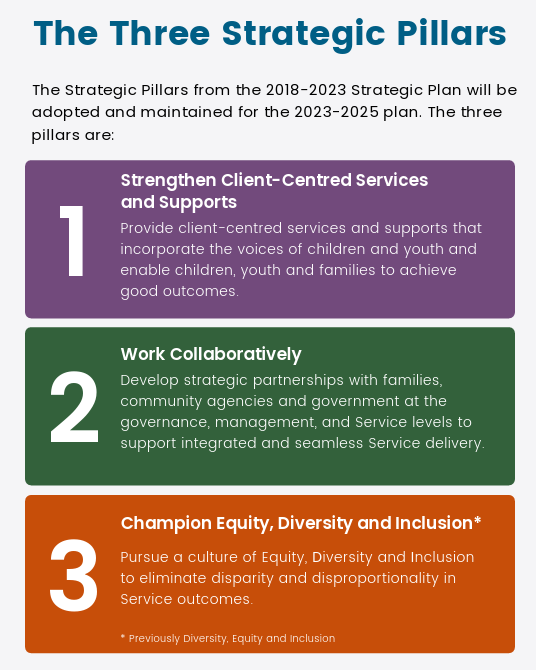 The Three Strategic Pillars
The Strategic Pillars from the 2018-2023 Strategic Plan will be
adopted and maintained for the 2023-2025 plan. The three
pillars are:
1
Strengthen Client-Centred Services
and Supports
Provide client-centred services and supports that
incorporate the voices of children and youth and
enable children, youth and families to achieve
good outcomes.
2
Work Collaboratively
Develop strategic partnerships with families,
community agencies and government at the
governance, management, and Service levels to
support integrated and seamless Service delivery.
3
Champion Equity, Diversity and Inclusion*
Pursue a culture of Equity, Diversity and Inclusion
to eliminate disparity and disproportionality in
Service outcomes.
* Previously Diversity, Equity and Inclusion